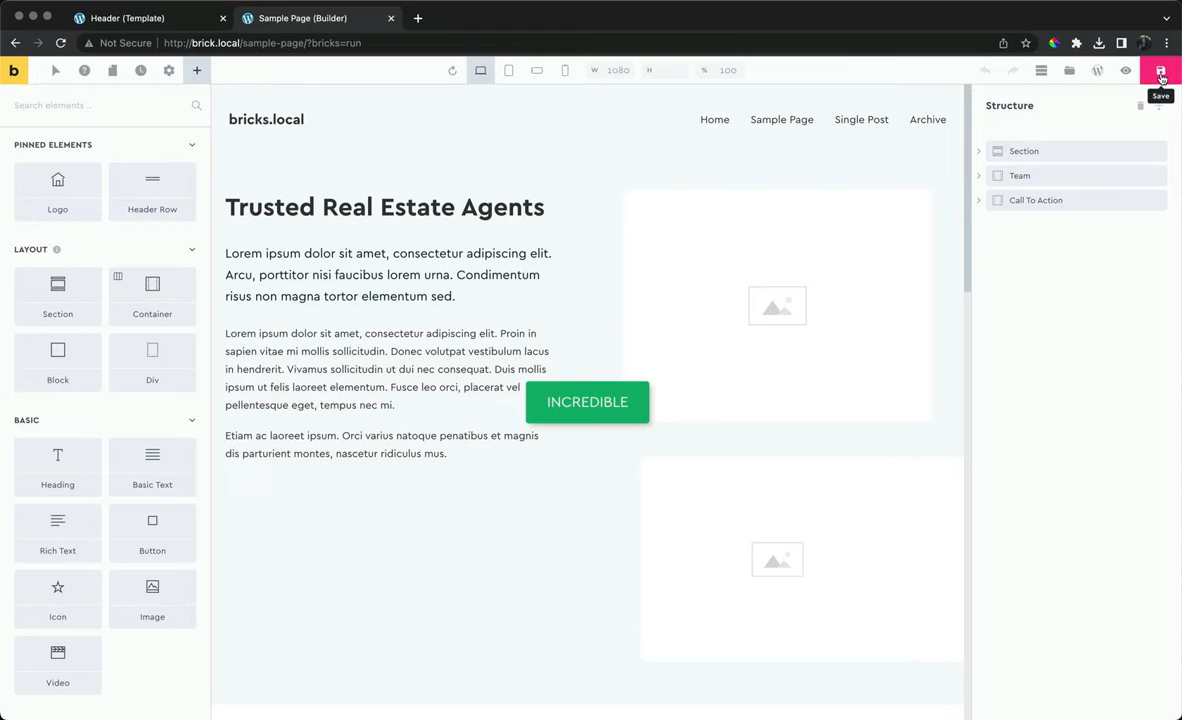 Header (Template)
Sample Page (Builder)
Not Secure
http://brick.local/sample-page/?bricks=run
b
W 1080 H % 100
Save
Search elements ..
PINNED ELEMENTS
Logo
Header Row
LAYOUT
Section
Container
Block
Div
BASIC
Heading
Basic Text
Rich Text
Button
Icon
Image
Video
bricks.local
Home
Sample Page
Single Post
Archive
Trusted Real Estate Agents
Lorem ipsum dolor sit amet, consectetur adipiscing elit.
Arcu, porttitor nisi faucibus lorem urna. Condimentum
risus non magna tortor elementum sed.
Lorem ipsum dolor sit amet, consectetur adipiscing elit. Proin in
sapien vitae mi mollis sollicitudin. Donec volutpat vestibulum lacus
in hendrerit. Vivamus sollicitudin ut dui nec consequat. Duis mollis
ipsum ut felis laoreet elementum. Fusce leo orci, placerat vel
pellentesque eget, tempus nec mi.
Etiam ac laoreet ipsum. Orci varius natoque penatibus et magnis
dis parturient montes, nascetur ridiculus mus.
INCREDIBLE
Structure
Section
Team
Call To Action